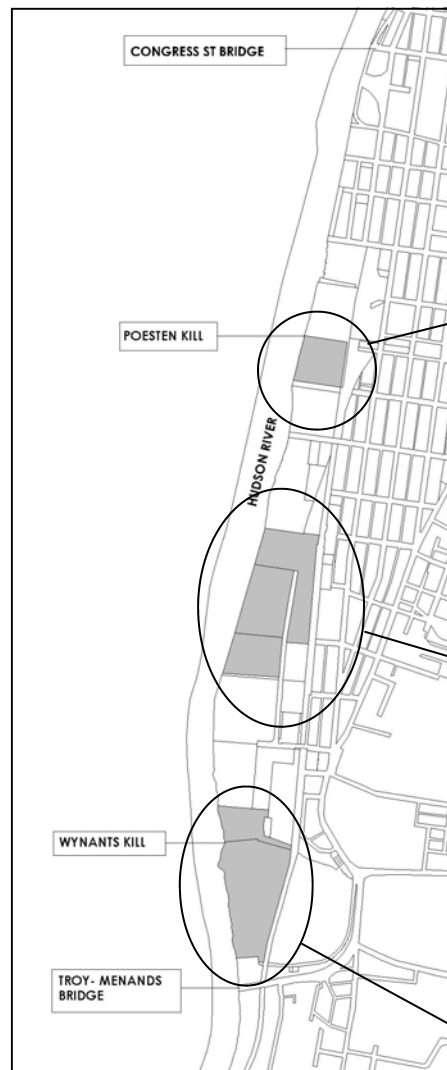 CONGRESS ST BRIDGE
POESTEN KILL
HUDSON RIVER
WYNANTS KILL
TROY- MENANDS
BRIDGE